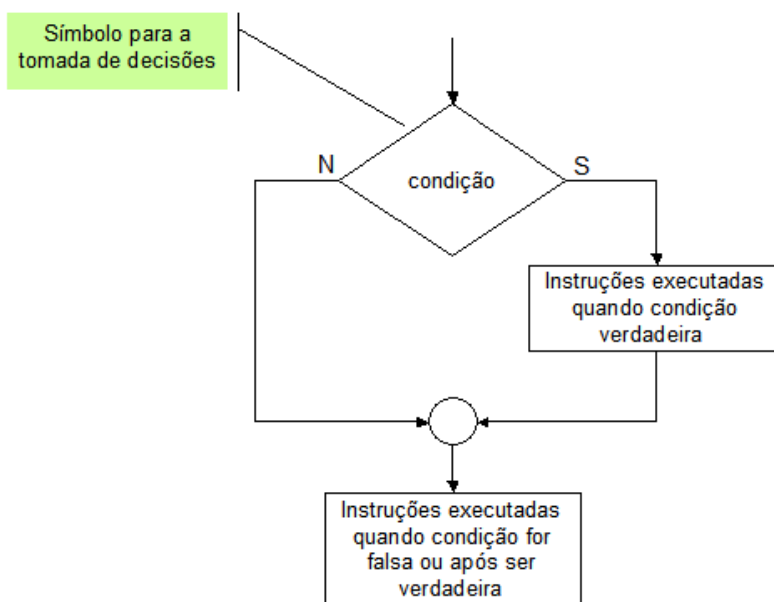 Símbolo para a
tomada de decisões
N
S
condição
Instruções executadas
quando condição
verdadeira
Instruções executadas
quando condição for
falsa ou após ser
verdadeira